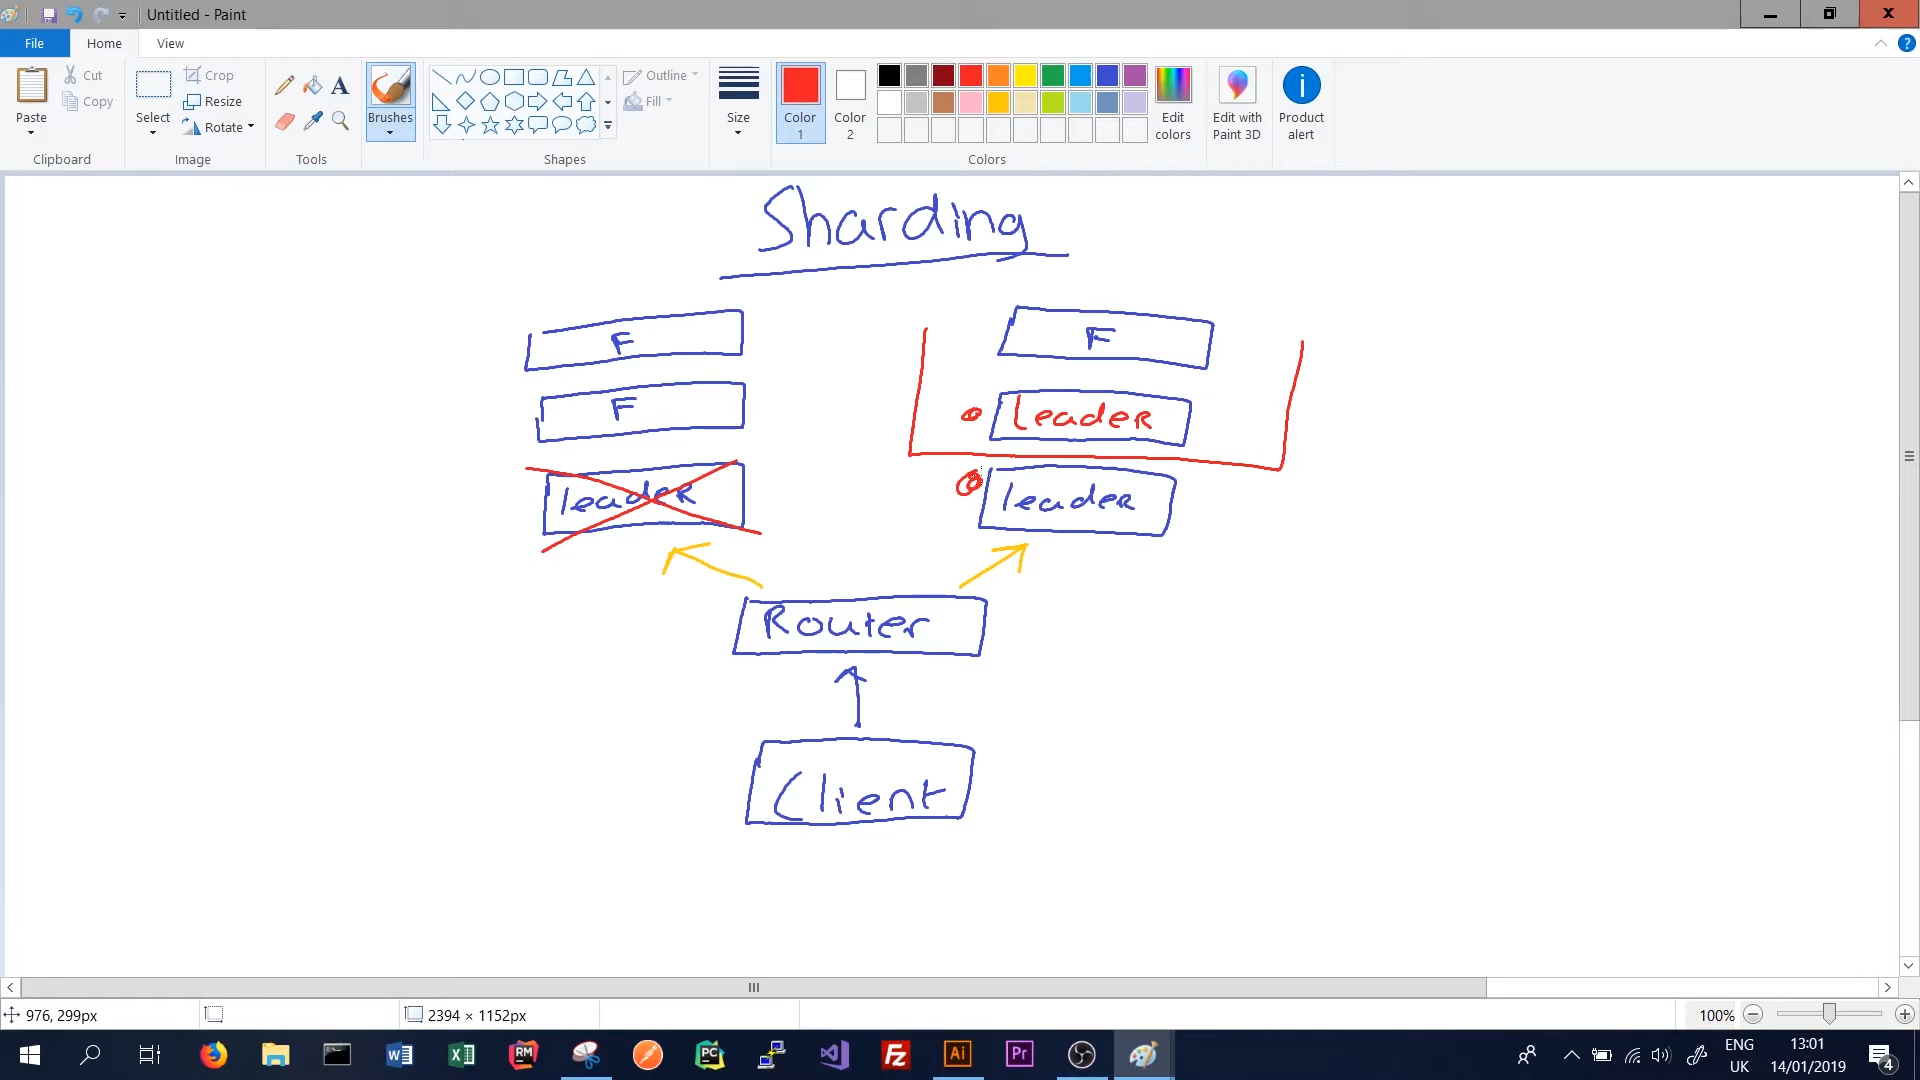 Untitled - Paint
File Home View
Paste
Cut
Copy
Clipboard
Select
Crop
Resize
Rotate
Image
Tools
Brushes
Shapes
Outline
Fill
Size
Color 1
Color 2
Colors
Edit colors
Edit with Paint 3D
Product alert
Sharding
F F
F Leader
leader leader
Router
Client
976, 299px
2394 × 1152px
100%
ENG 13:01
UK 14/01/2019
4